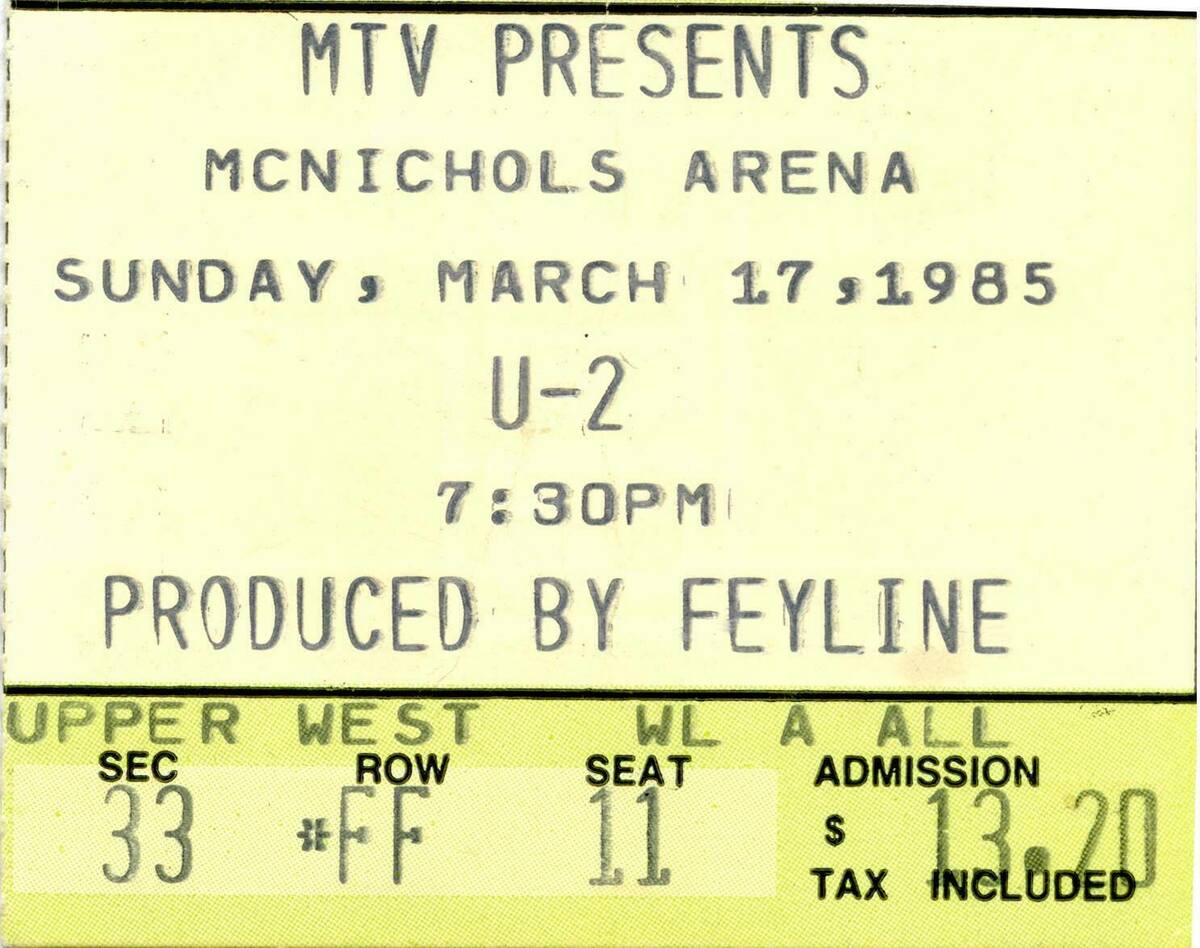 MTV PRESENTS
MCNICHOLS ARENA
SUNDAY, MARCH 17,1985
U-2
7:30PM
PRODUCED BY FEYLINE
UPPER WEST WL A ALL
SEC ROW SEAT ADMISSION
33 #FF 11 $ 13.20
TAX INCLUDED